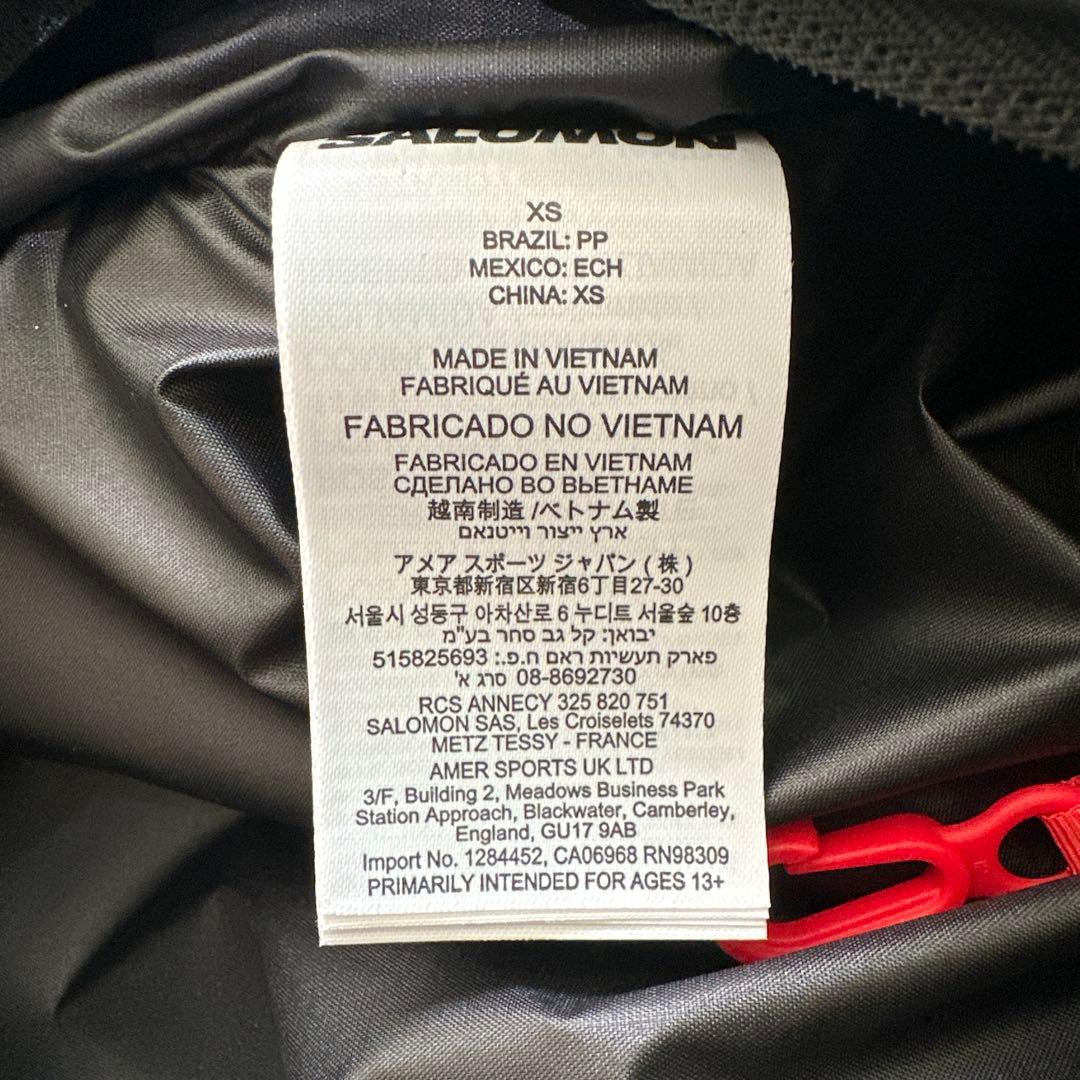 SALOMON
XS
BRAZIL: PP
MEXICO: ECH
CHINA: XS
MADE IN VIETNAM
FABRIQUÉ AU VIETNAM
FABRICADO NO VIETNAM
FABRICADO EN VIETNAM
СДЕЛАНО ВО ВЬЕТНАМЕ
越南制造 /ベトナム製
ארץ ייצור וייטנאם
アメア スポーツ ジャパン ( 株 )
東京都新宿区新宿6丁目27-30
서울시 성동구 아차산로 6 누디트 서울숲 10층
יבואן: קל גב סחר בע"מ
פארק תעשיות ראם ח.פ.: 515825693
08-8692730 סרג א'
RCS ANNECY 325 820 751
SALOMON SAS, Les Croiselets 74370
METZ TESSY - FRANCE
AMER SPORTS UK LTD
3/F, Building 2, Meadows Business Park
Station Approach, Blackwater, Camberley,
England, GU17 9AB
Import No. 1284452, CA06968 RN98309
PRIMARILY INTENDED FOR AGES 13+